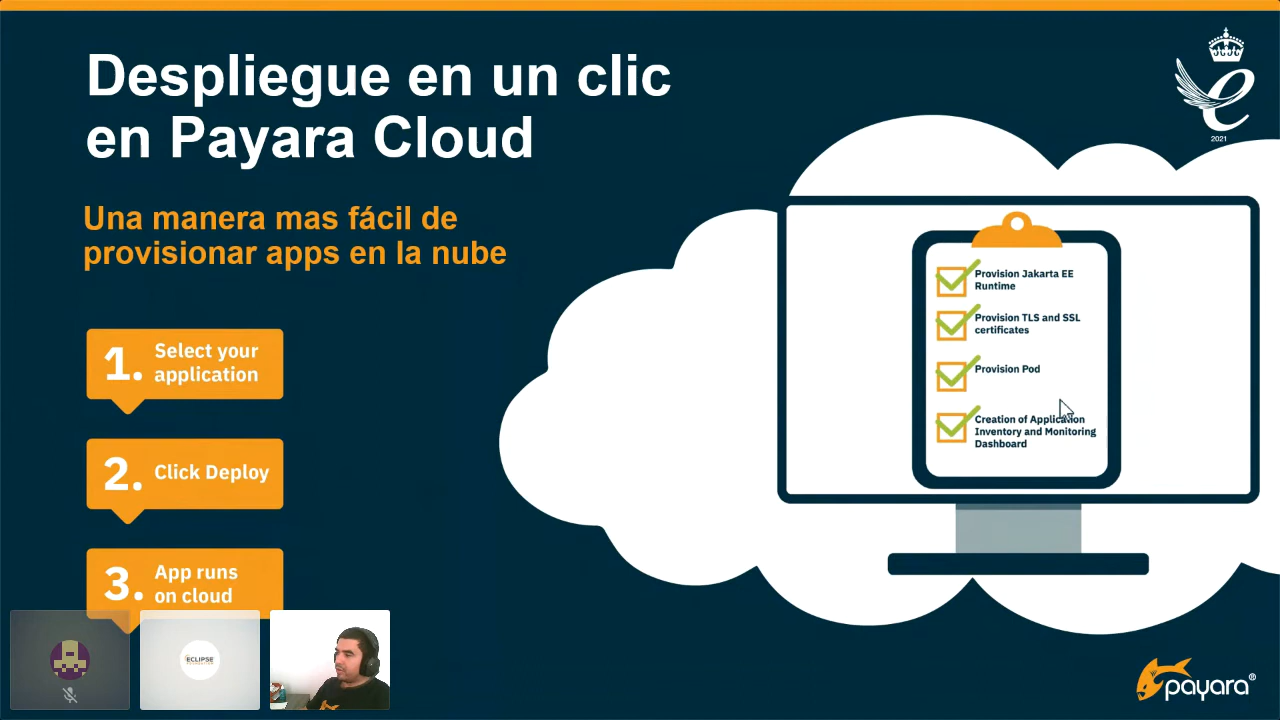 Despliegue en un clic
en Payara Cloud
Una manera mas fácil de
provisionar apps en la nube
1. Select your
application
2. Click Deploy
3. App runs
on cloud
e
2021
Provision Jakarta EE
Runtime
Provision TLS and SSL
certificates
Provision Pod
Creation of Application
Inventory and Monitoring
Dashboard
ECLIPSE
FOUNDATION
payara®